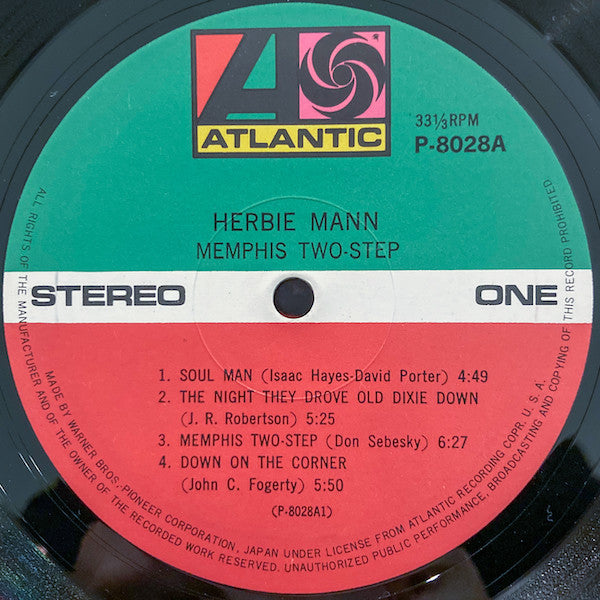 ATLANTIC
33⅓RPM
P-8028A
HERBIE MANN
MEMPHIS TWO-STEP
STEREO
ONE
1. SOUL MAN (Isaac Hayes-David Porter) 4:49
2. THE NIGHT THEY DROVE OLD DIXIE DOWN
(J. R. Robertson) 5:25
3. MEMPHIS TWO-STEP (Don Sebesky) 6:27
4. DOWN ON THE CORNER
(John C. Fogerty) 5:50
(P-8028A1)
MADE BY WARNER BROS.-PIONEER CORPORATION, JAPAN UNDER LICENSE FROM ATLANTIC RECORDING COPR. U. S. A.
ALL RIGHTS OF THE MANUFACTURER AND OF THE OWNER OF THE RECORDED WORK RESERVED. UNAUTHORIZED PUBLIC PERFORMANCE, BROADCASTING AND COPYING OF THIS RECORD PROHIBITED